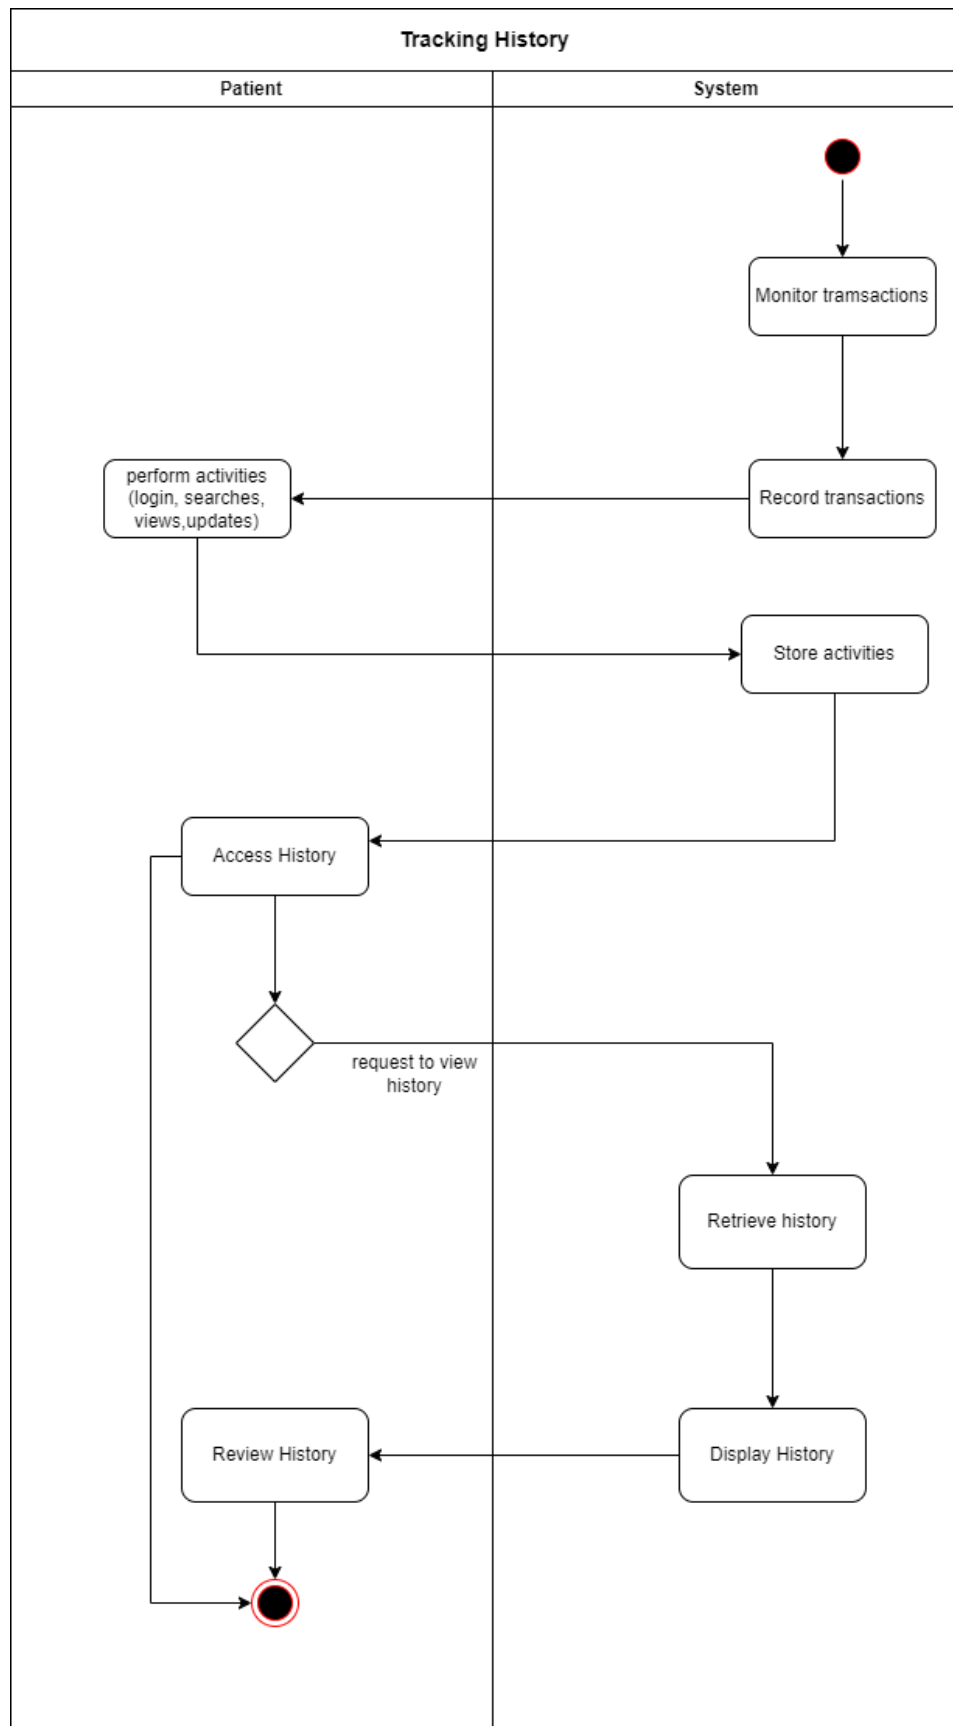 Tracking History
Patient
System
Monitor tramsactions
perform activities
(login, searches,
views,updates)
Record transactions
Store activities
Access History
request to view
history
Retrieve history
Review History
Display History